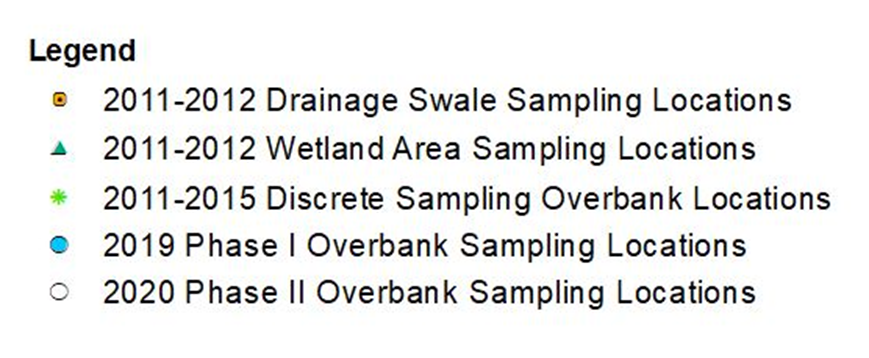 Legend
2011-2012 Drainage Swale Sampling Locations
2011-2012 Wetland Area Sampling Locations
2011-2015 Discrete Sampling Overbank Locations
2019 Phase I Overbank Sampling Locations
2020 Phase II Overbank Sampling Locations